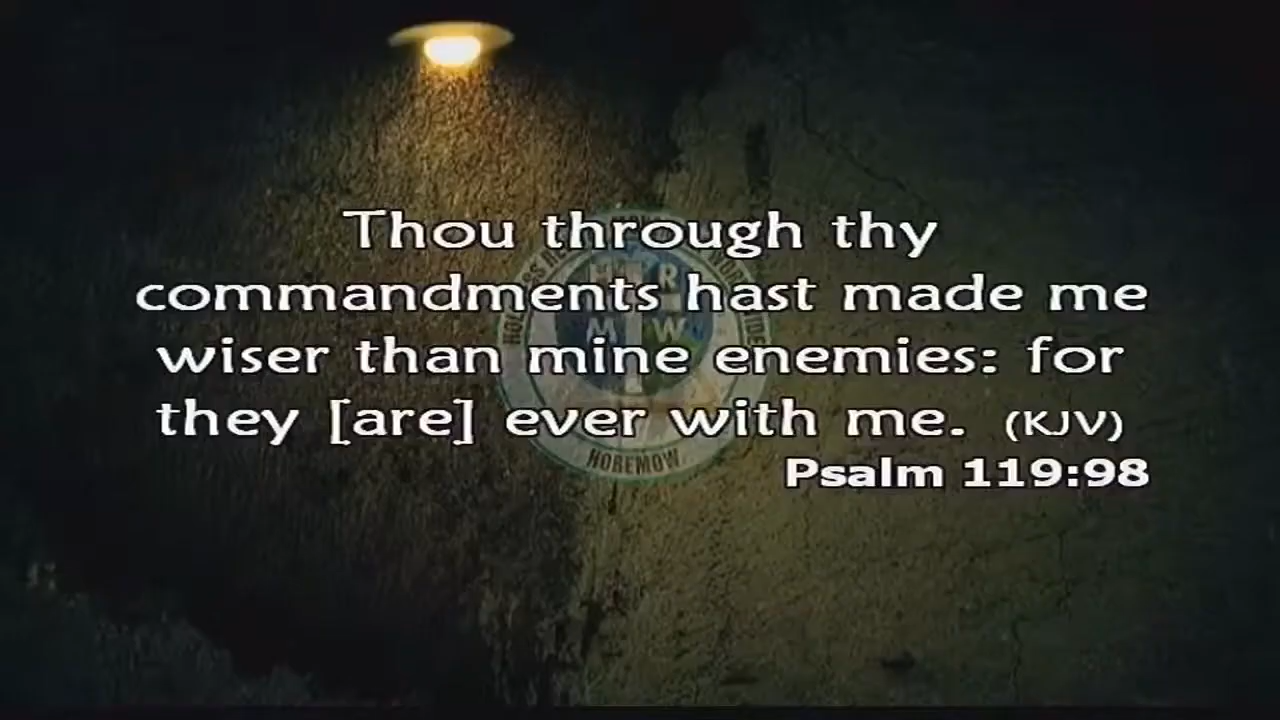 Thou through thy
commandments hast made me
wiser than mine enemies: for
they [are] ever with me. (KJV)
Psalm 119:98
H R
M W
HOREMOW